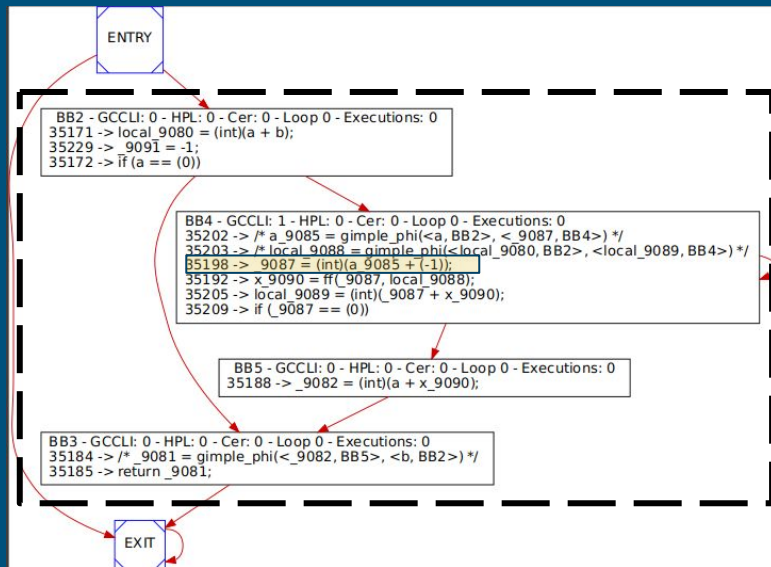 ENTRY
BB2 - GCCLI: 0 - HPL: 0 - Cer: 0 - Loop 0 - Executions: 0
35171 -> local_9080 = (int)(a + b);
35229 -> _9091 = -1;
35172 -> if (a == (0))
BB4 - GCCLI: 1 - HPL: 0 - Cer: 0 - Loop 0 - Executions: 0
35202 -> /* a_9085 = gimple_phi(<a, BB2>, <_9087, BB4>) */
35203 -> /* local_9088 = gimple_phi(<local_9080, BB2>, <local_9089, BB4>) */
35198 -> _9087 = (int)(a_9085 + (-1));
35192 -> x_9090 = ff(_9087, local_9088);
35205 -> local_9089 = (int)(_9087 + x_9090);
35209 -> if (_9087 == (0))
BB5 - GCCLI: 0 - HPL: 0 - Cer: 0 - Loop 0 - Executions: 0
35188 -> _9082 = (int)(a + x_9090);
BB3 - GCCLI: 0 - HPL: 0 - Cer: 0 - Loop 0 - Executions: 0
35184 -> /* _9081 = gimple_phi(<_9082, BB5>, <b, BB2>) */
35185 -> return _9081;
EXIT